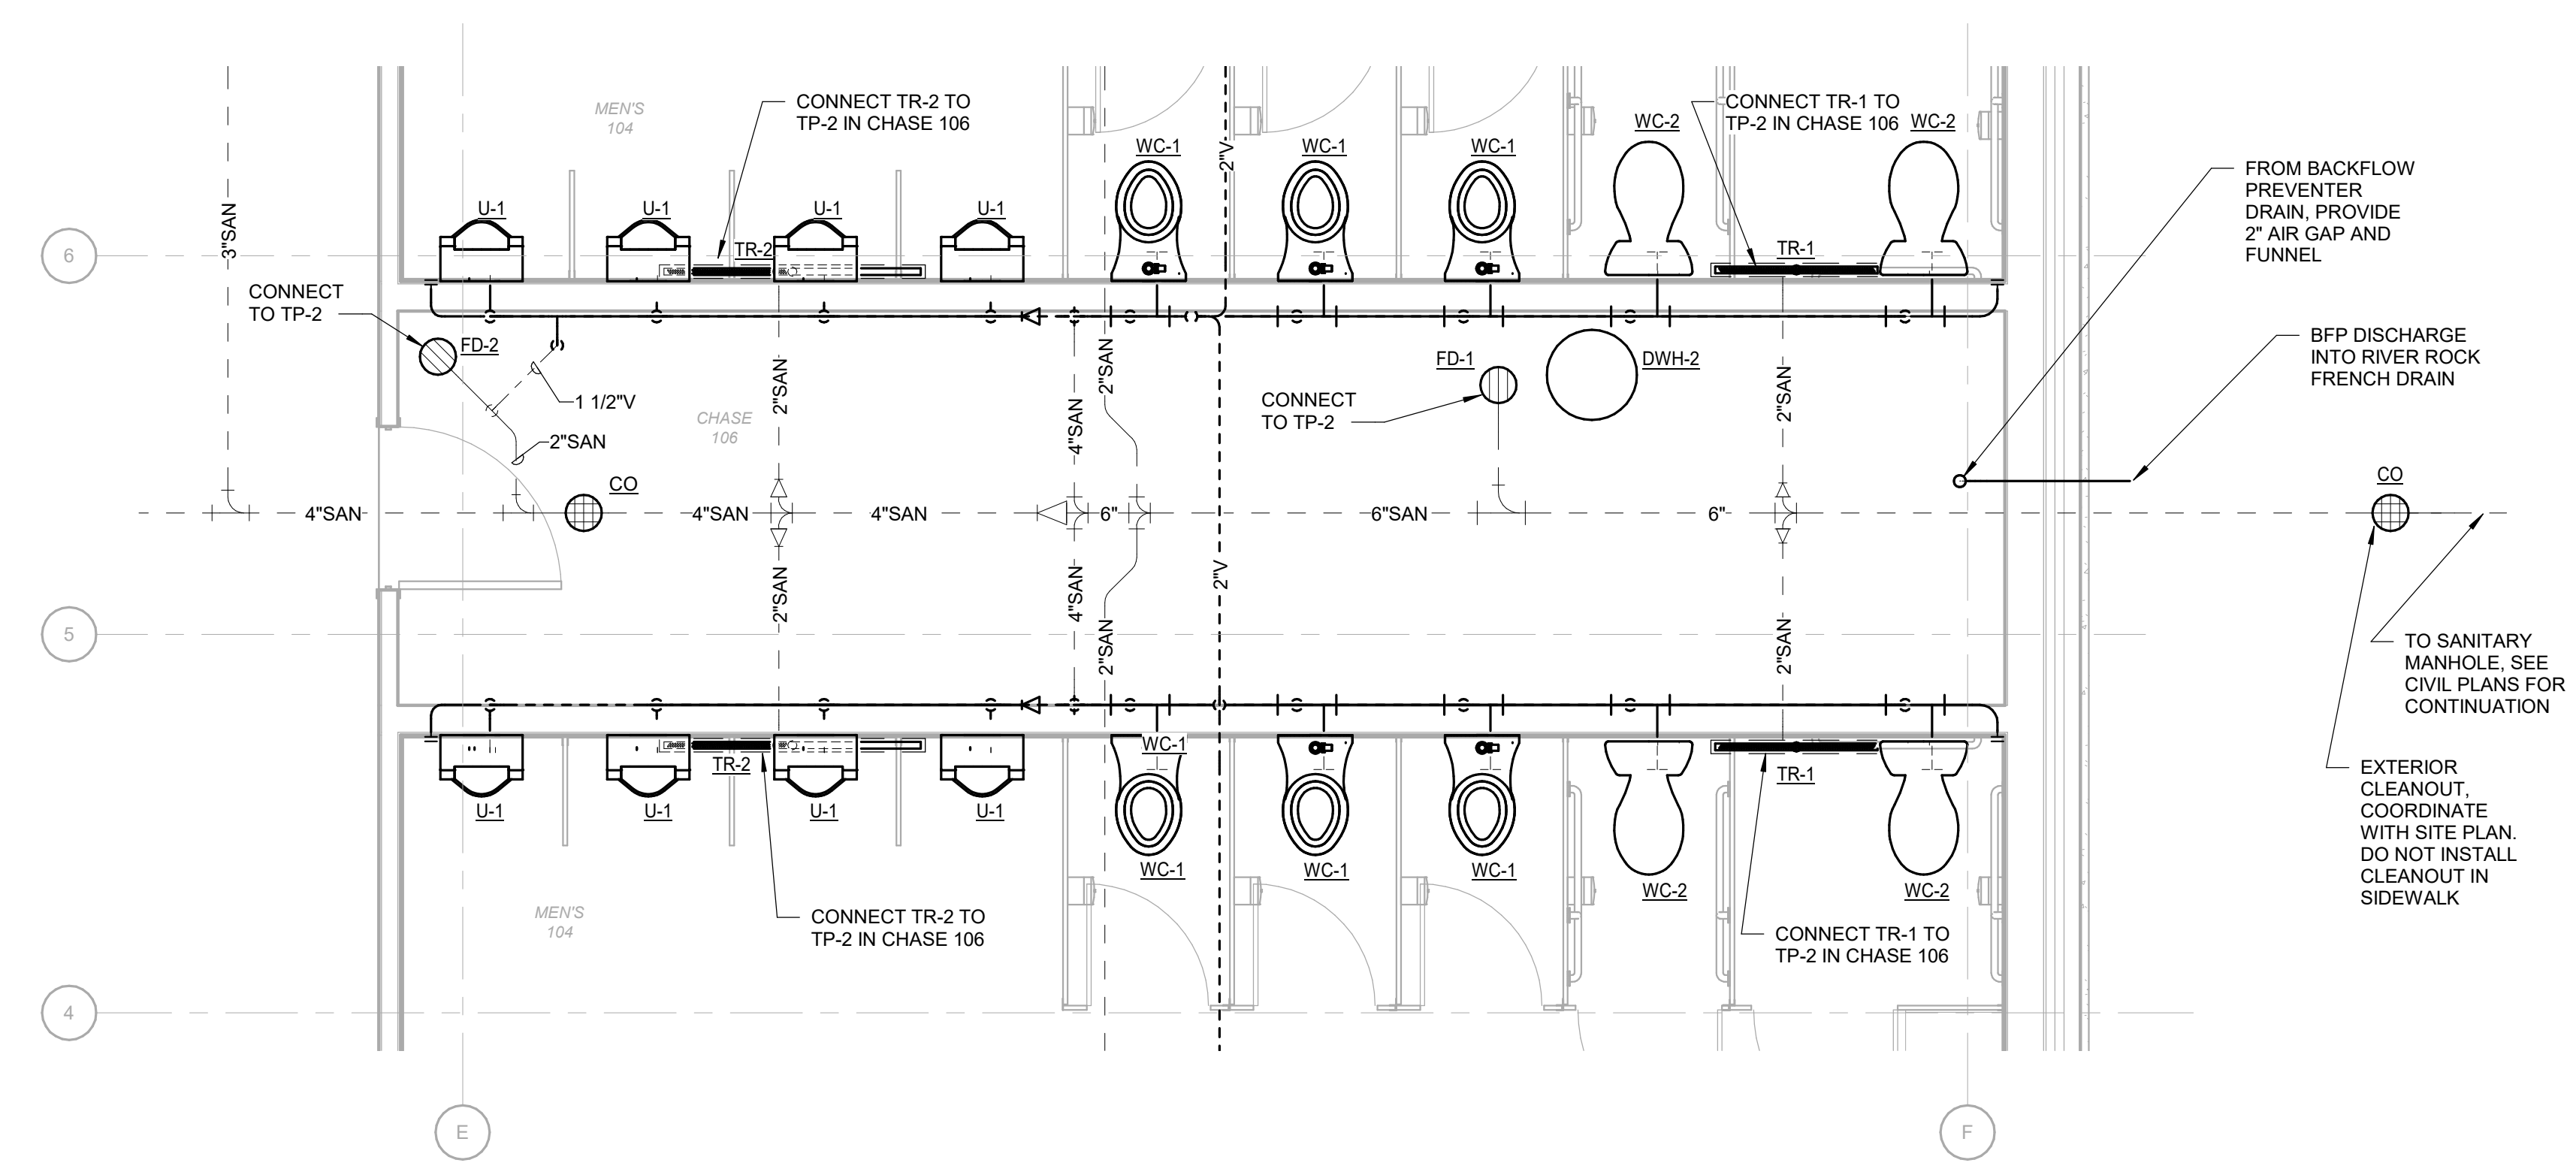 MEN'S
104
CONNECT TR-2 TO
TP-2 IN CHASE 106
CONNECT TR-1 TO
TP-2 IN CHASE 106
WC-2
WC-2
WC-1
WC-1
WC-1
2"V
FROM BACKFLOW
PREVENTER
DRAIN, PROVIDE
2" AIR GAP AND
FUNNEL
3"SAN
U-1
U-1
U-1
U-1
TR-2
TR-1
6
CONNECT
TO TP-2
FD-2
FD-1
DWH-2
BFP DISCHARGE
INTO RIVER ROCK
FRENCH DRAIN
2"SAN
2"SAN
2"SAN
4"SAN
1 1/2"V
CHASE
106
CONNECT
TO TP-2
2"SAN
CO
CO
4"SAN
4"SAN
4"SAN
6"
6"SAN
6"
2"SAN
4"SAN
2"SAN
2"V
2"SAN
5
TO SANITARY
MANHOLE, SEE
CIVIL PLANS FOR
CONTINUATION
WC-1
TR-2
TR-1
U-1
U-1
U-1
U-1
WC-1
WC-1
WC-1
WC-2
WC-2
EXTERIOR
CLEANOUT,
COORDINATE
WITH SITE PLAN.
DO NOT INSTALL
CLEANOUT IN
SIDEWALK
MEN'S
104
CONNECT TR-2 TO
TP-2 IN CHASE 106
CONNECT TR-1 TO
TP-2 IN CHASE 106
4
E
F